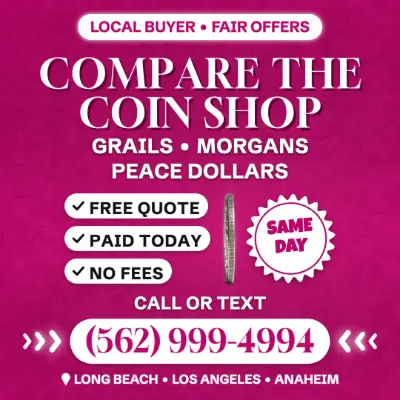 LOCAL BUYER • FAIR OFFERS
COMPARE THE
COIN SHOP
GRAILS • MORGANS
PEACE DOLLARS
✓ FREE QUOTE
✓ PAID TODAY
✓ NO FEES
SAME
DAY
CALL OR TEXT
(562) 999-4994
LONG BEACH • LOS ANGELES • ANAHEIM